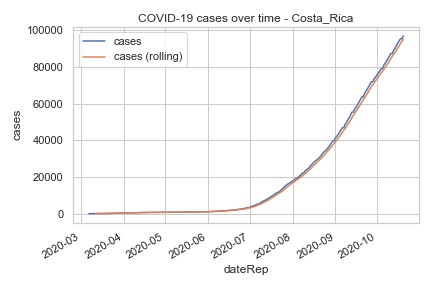 COVID-19 cases over time - Costa_Rica
cases
cases (rolling)
100000
80000
60000
40000
20000
0
cases
2020-03
2020-04
2020-05
2020-06
2020-07
2020-08
2020-09
2020-10
dateRep